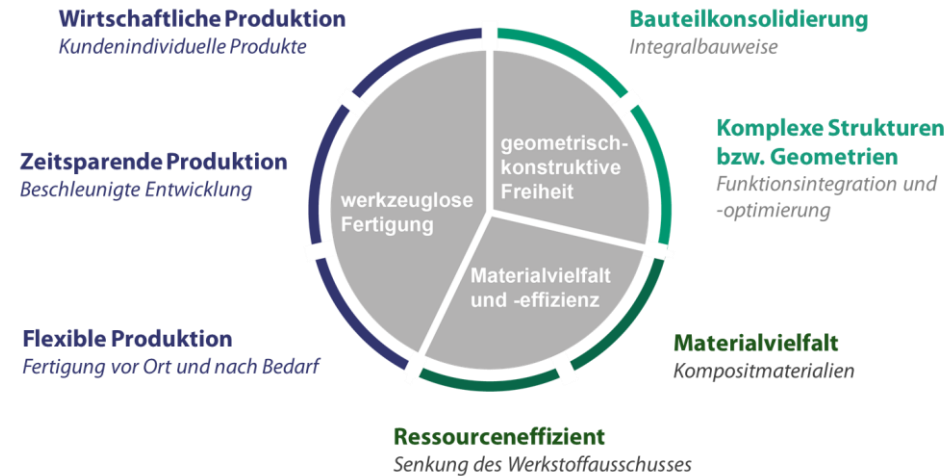 Wirtschaftliche Produktion
Kundenindividuelle Produkte
Bauteilkonsolidierung
Integralbauweise
Komplexe Strukturen
bzw. Geometrien
Funktionsintegration und
-optimierung
Zeitsparende Produktion
Beschleunigte Entwicklung
geometrisch-
konstruktive
Freiheit
werkzeuglose
Fertigung
Materialvielfalt
und -effizienz
Flexible Produktion
Fertigung vor Ort und nach Bedarf
Materialvielfalt
Kompositmaterialien
Ressourceneffizient
Senkung des Werkstoffausschusses